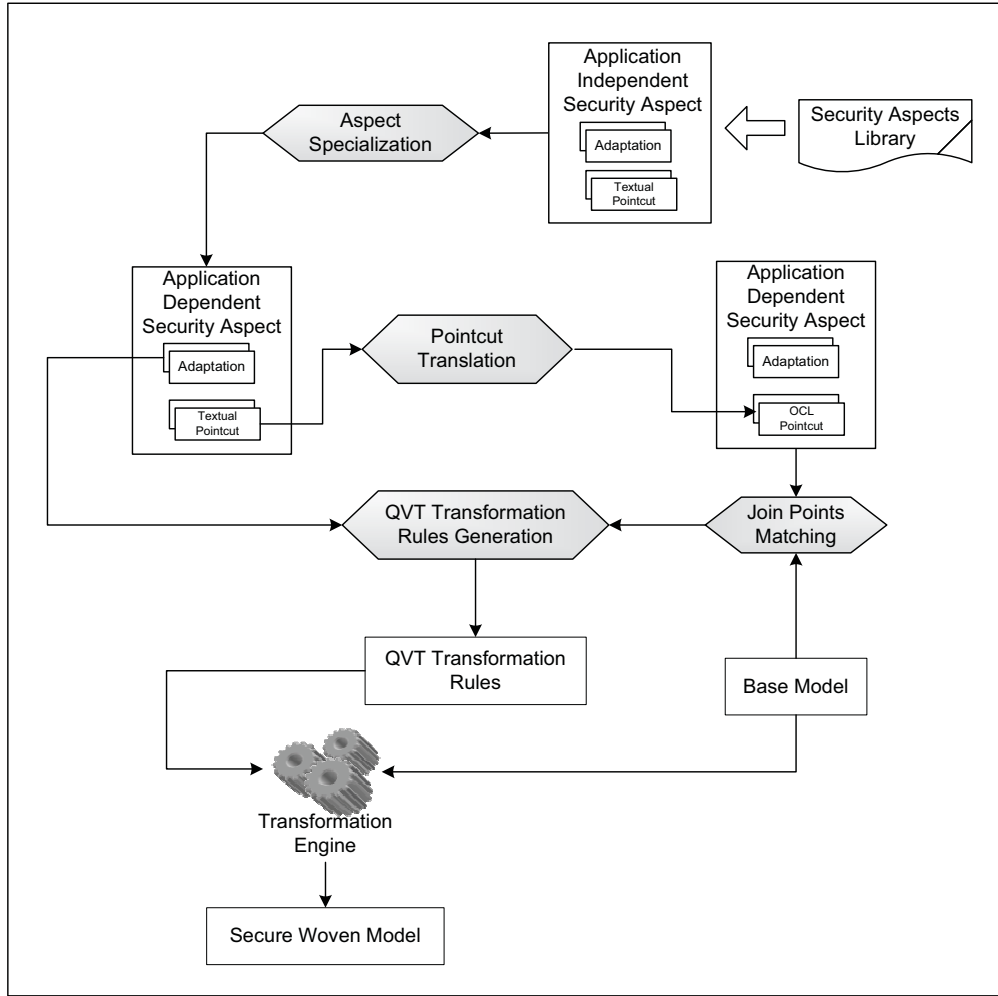 Application
Independent
Security Aspect
Adaptation
Textual
Pointcut
Security Aspects
Library
Aspect
Specialization
Application
Dependent
Security Aspect
Adaptation
Textual
Pointcut
Pointcut
Translation
Application
Dependent
Security Aspect
Adaptation
OCL
Pointcut
QVT Transformation
Rules Generation
Join Points
Matching
QVT Transformation
Rules
Base Model
Transformation
Engine
Secure Woven Model